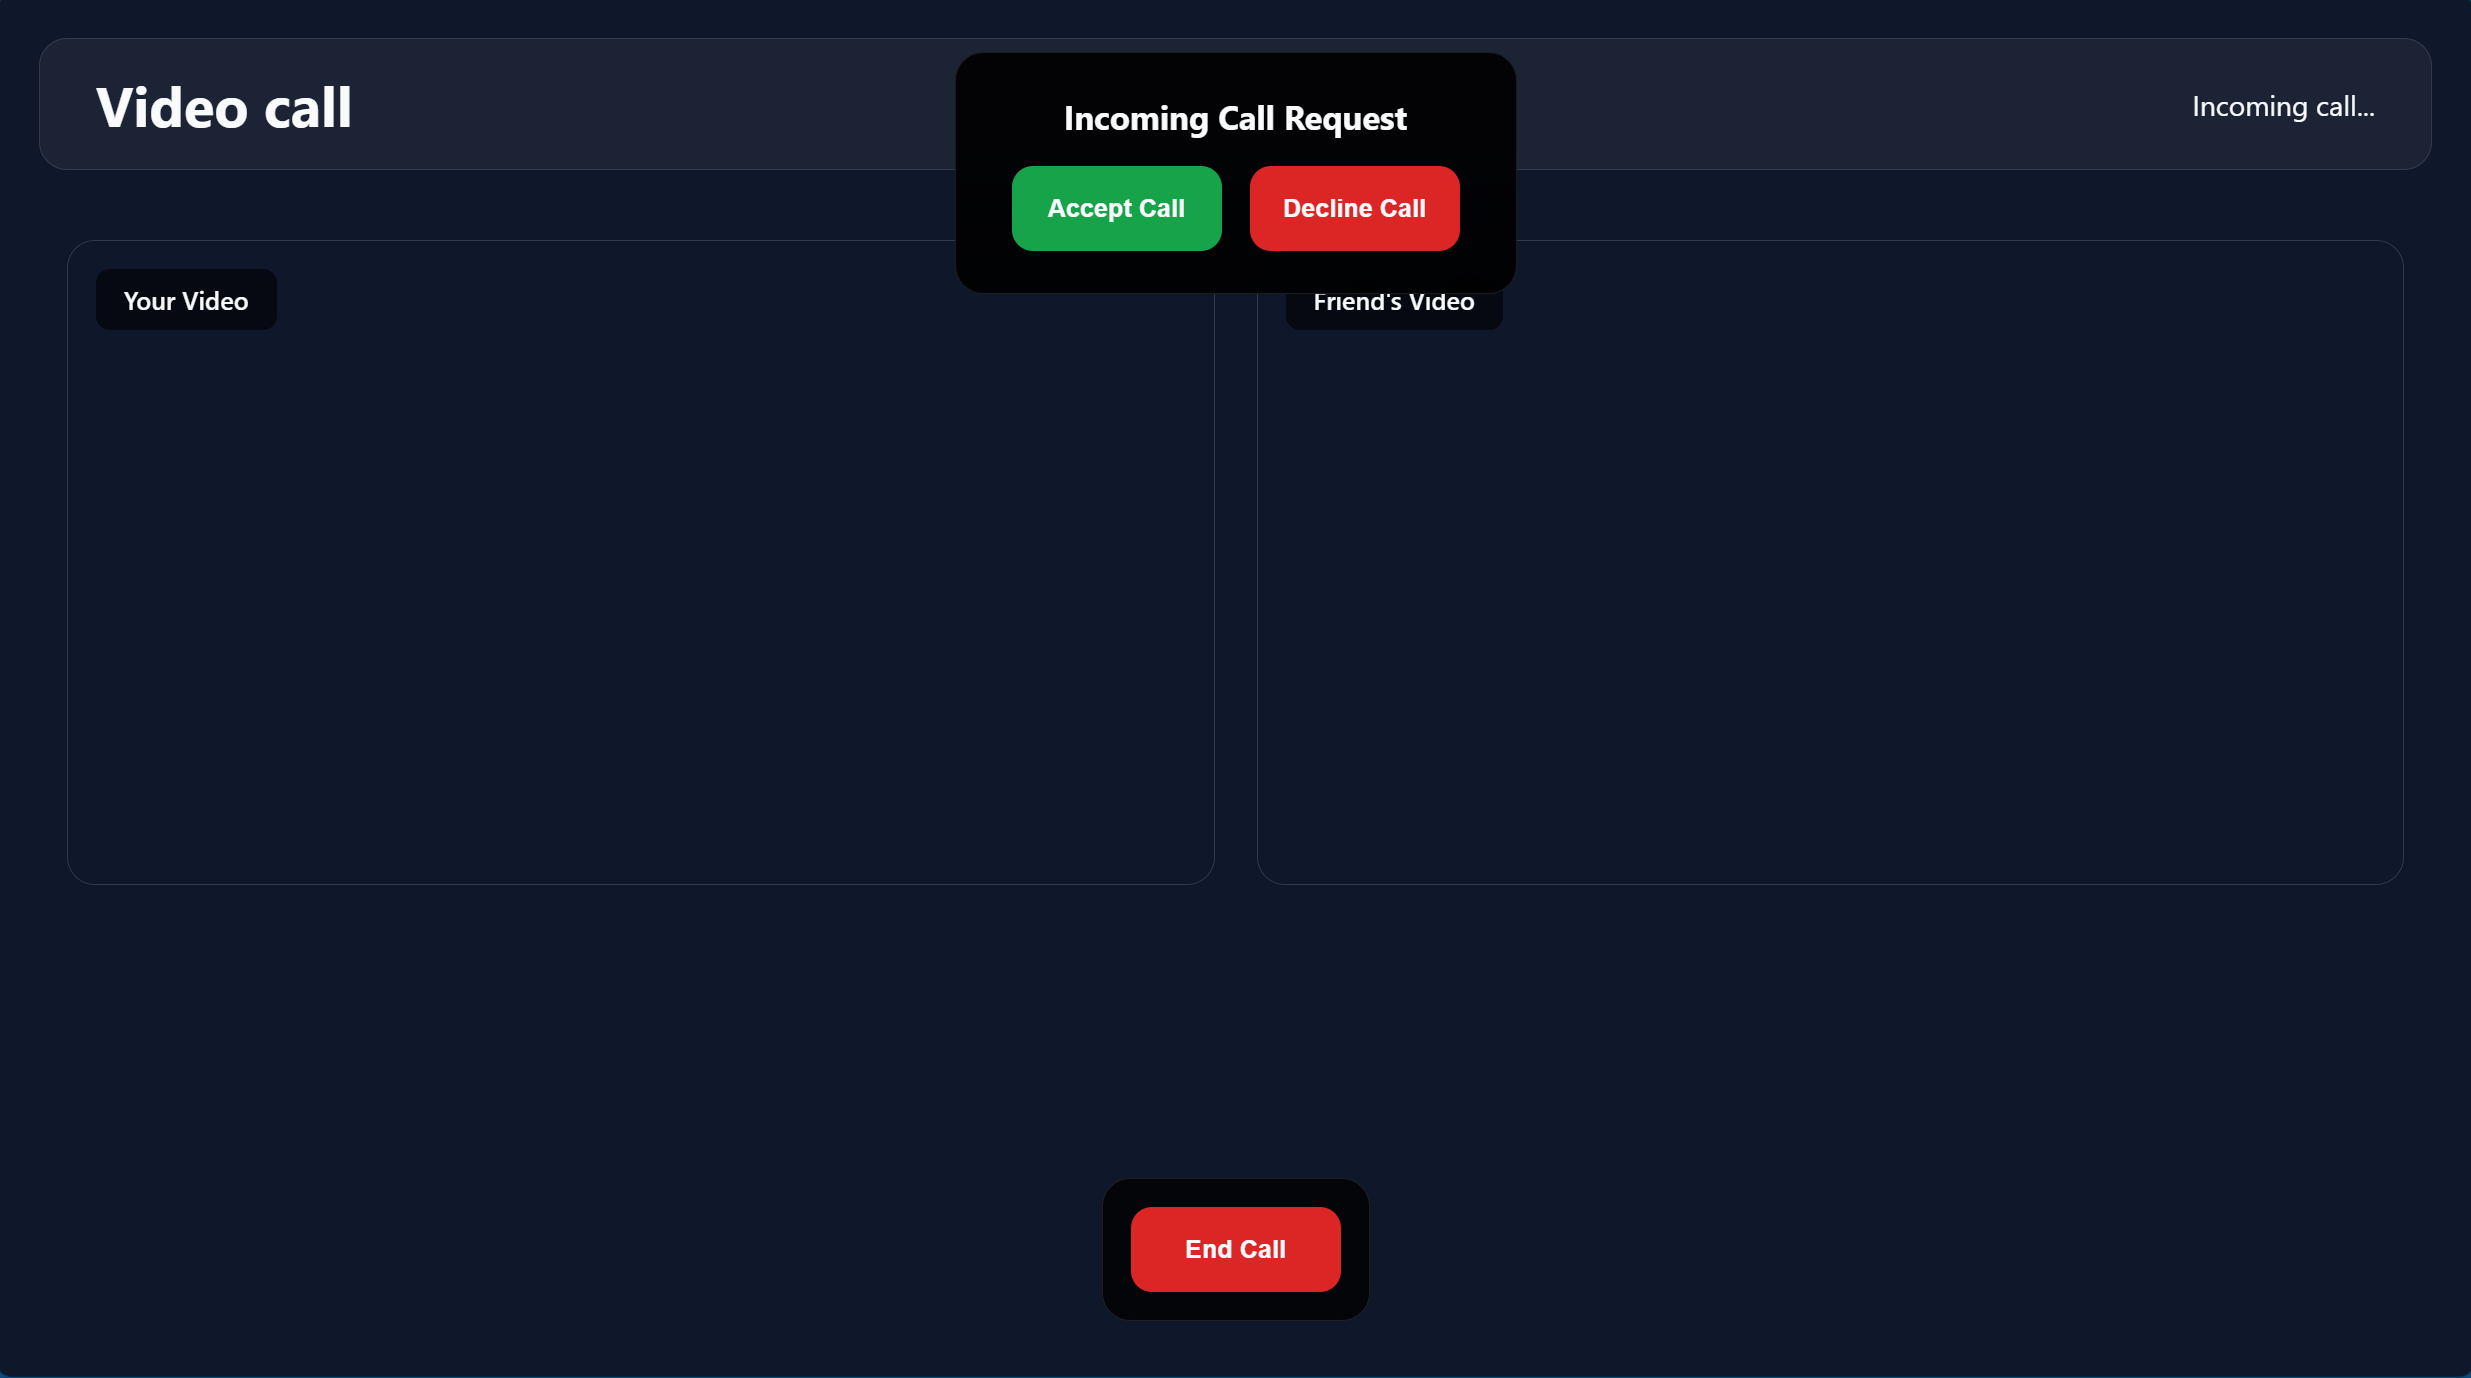 Video call
Incoming call...
Incoming Call Request
Accept Call
Decline Call
Your Video
Friend's Video
End Call